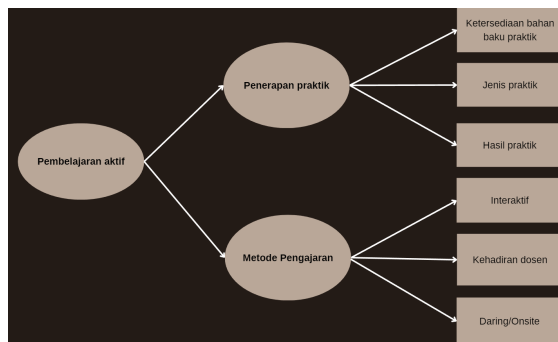 Ketersediaan bahan
baku praktik
Penerapan praktik
Jenis praktik
Hasil praktik
Pembelajaran aktif
Interaktif
Metode Pengajaran
Kehadiran dosen
Daring/Onsite